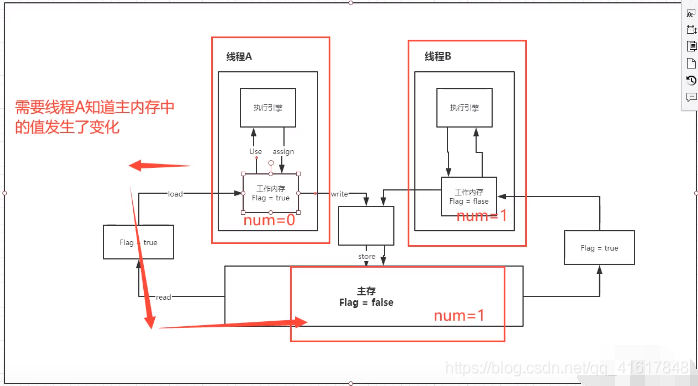 线程A
线程B
需要线程A知道主内存中
的值发生了变化
执行引擎
执行引擎
Use
assign
工作内存
Flag = true
num=0
工作内存
Flag = flase
num=1
load
write
Flag = true
Flag = true
store
read
主存
Flag = false
num=1
https://blog.csdn.net/qq_41617848